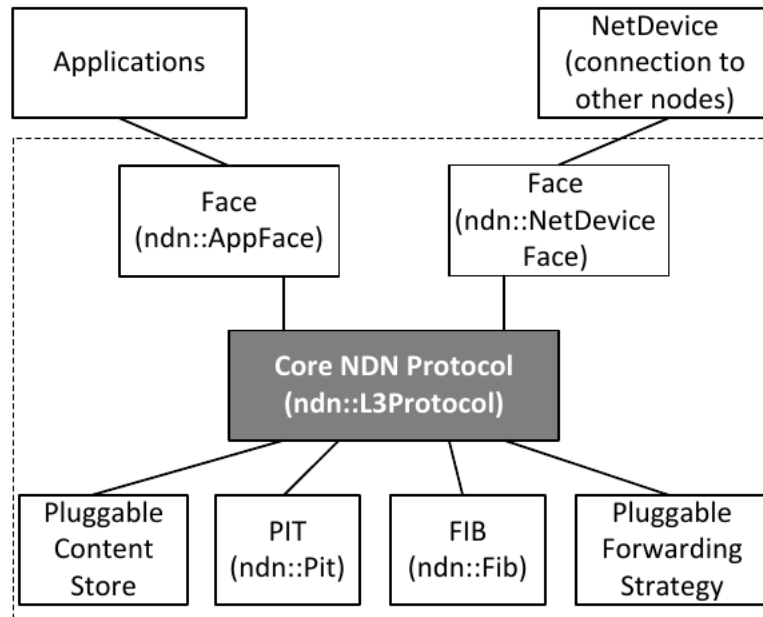 Applications
NetDevice
(connection to
other nodes)
Face
(ndn::AppFace)
Face
(ndn::NetDevice
Face)
Core NDN Protocol
(ndn::L3Protocol)
Pluggable
Content
Store
PIT
(ndn::Pit)
FIB
(ndn::Fib)
Pluggable
Forwarding
Strategy